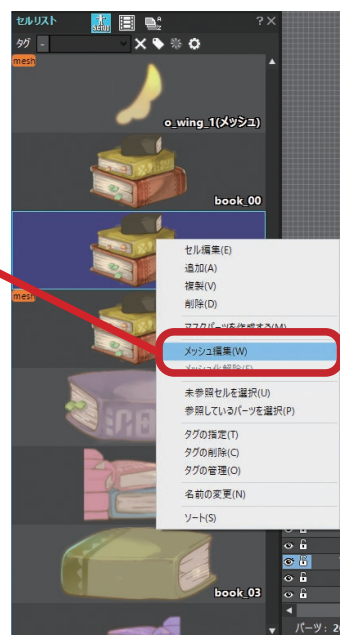 セルリスト
SETUP
A
?×
タグ -
mesh
o_wing_1(メッシュ)
book_00
mesh
セル編集(E)
追加(A)
複製(V)
削除(D)
マスクパーツを作成する(M)
メッシュ編集(W)
メッシュ化解除(F)
未参照セルを選択(U)
参照しているパーツを選択(P)
タグの指定(T)
タグの削除(C)
タグの管理(O)
名前の変更(N)
ソート(S)
book_03
パーツ: 2